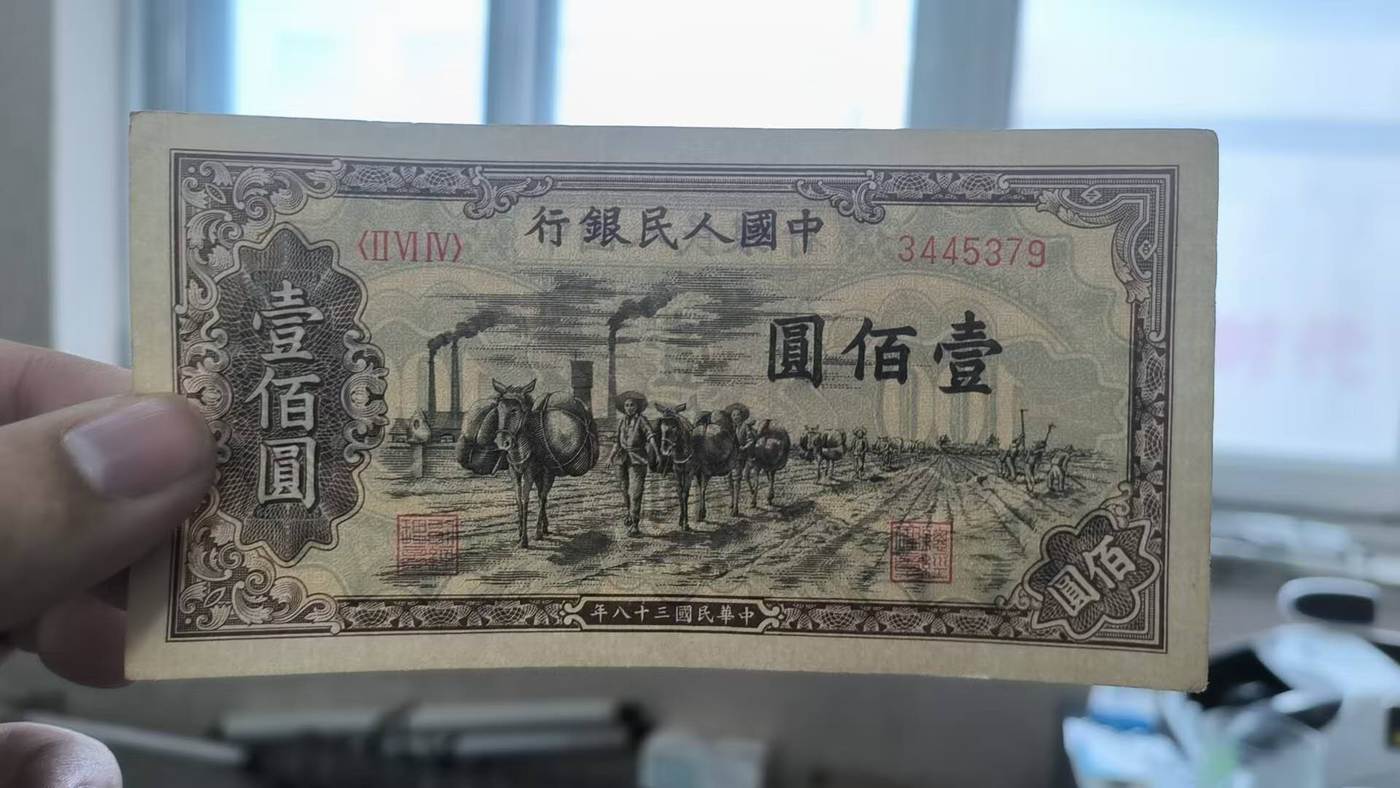 中國人民銀行
〈ⅡⅥⅣ〉
3445379
壹佰圓
壹佰圓
佰圓
中華民國三十八年